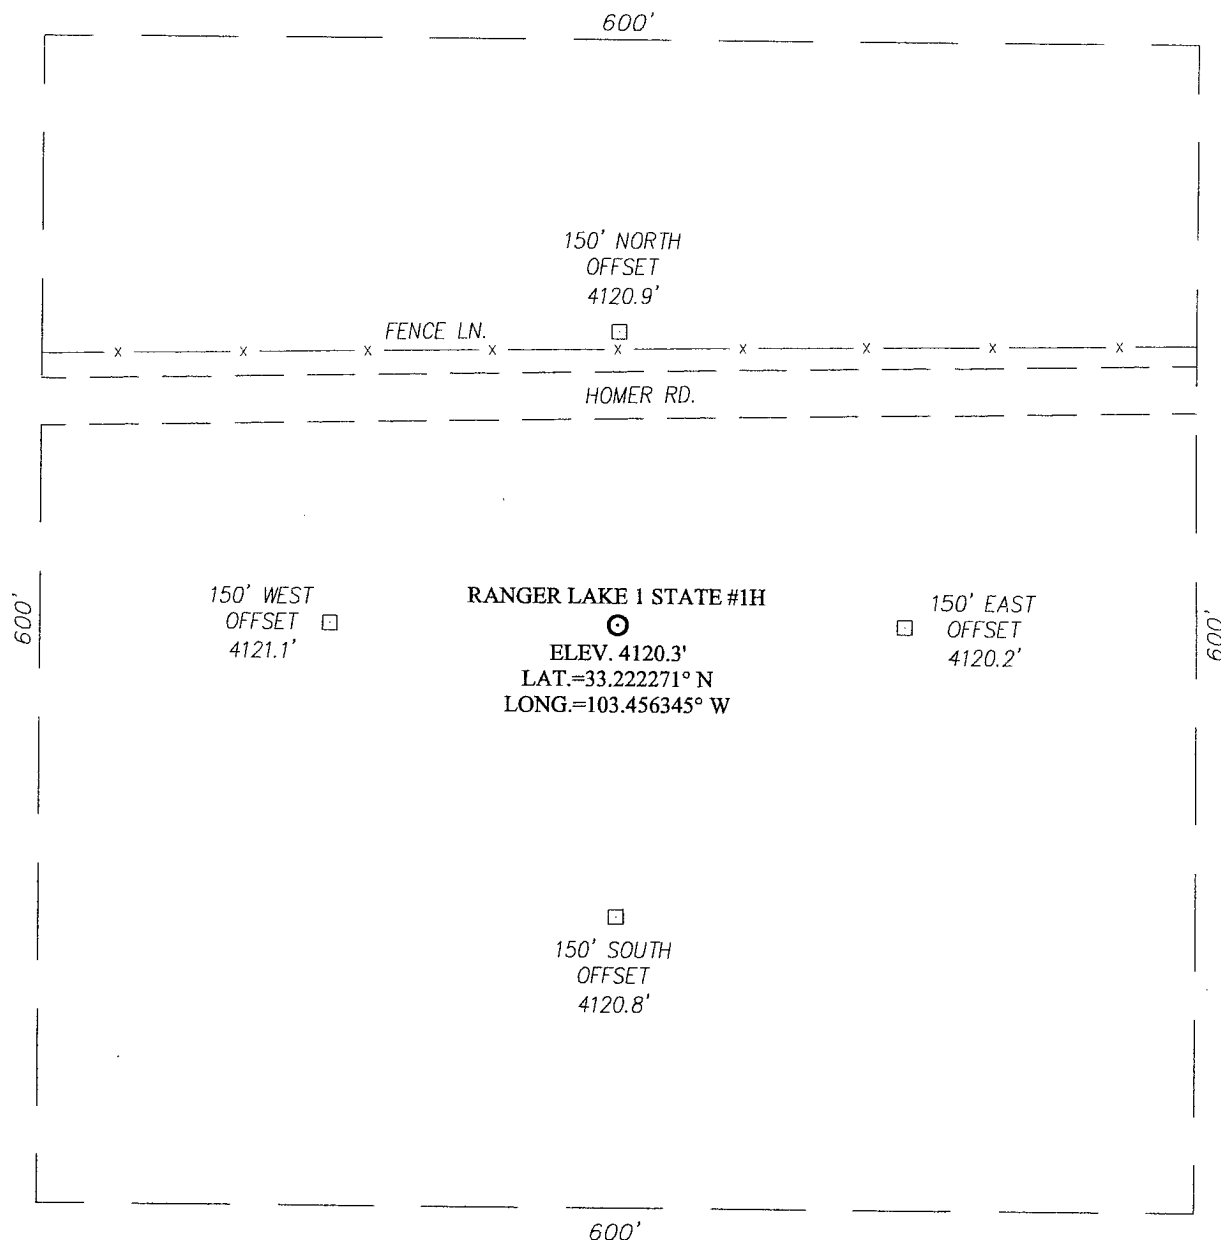 600'
150' NORTH
OFFSET
4120.9'
FENCE LN.
x x x x x x x x x
HOMER RD.
600'
150' WEST
OFFSET
4121.1'
RANGER LAKE 1 STATE #1H
ELEV. 4120.3'
LAT.=33.222271° N
LONG.=103.456345° W
150' EAST
OFFSET
4120.2'
600'
150' SOUTH
OFFSET
4120.8'
600'